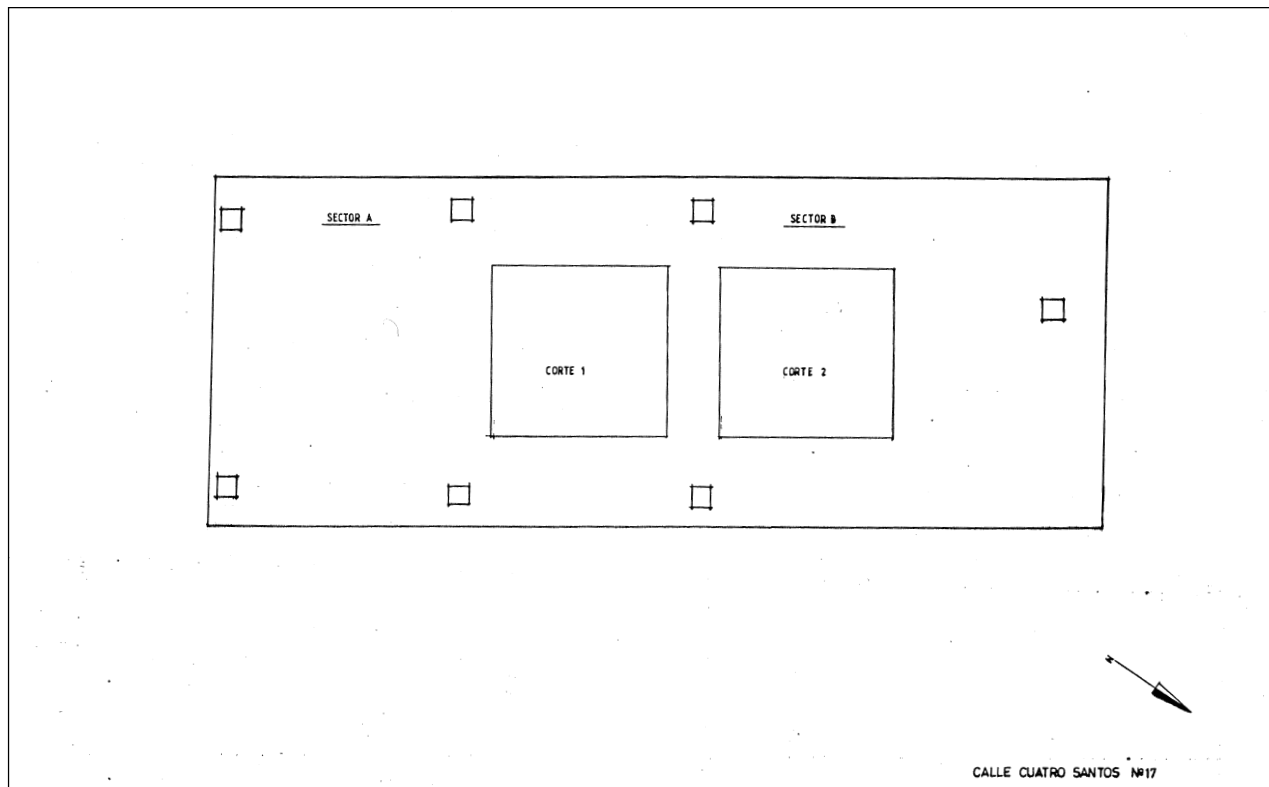 SECTOR A
SECTOR B
CORTE 1
CORTE 2
N
CALLE CUATRO SANTOS Nº17